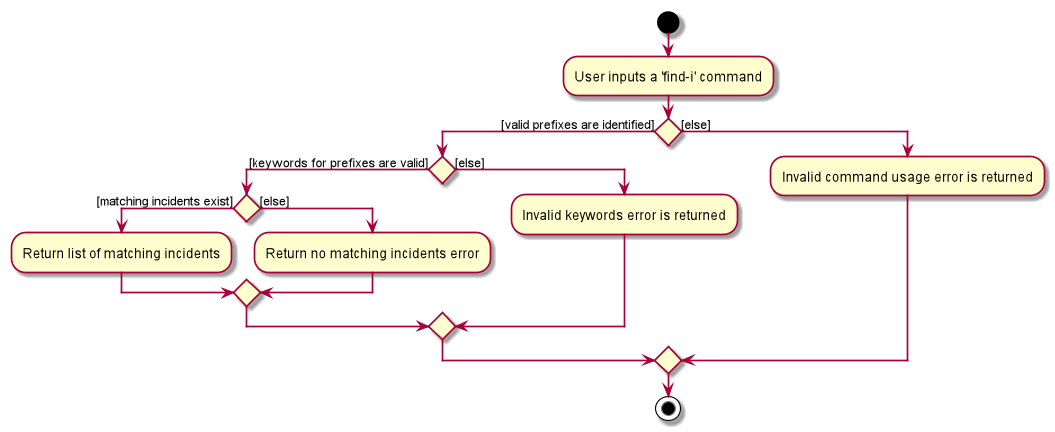 User inputs a 'find-i' command
[valid prefixes are identified]
[else]
[keywords for prefixes are valid]
[else]
Invalid command usage error is returned
[matching incidents exist]
[else]
Invalid keywords error is returned
Return list of matching incidents
Return no matching incidents error